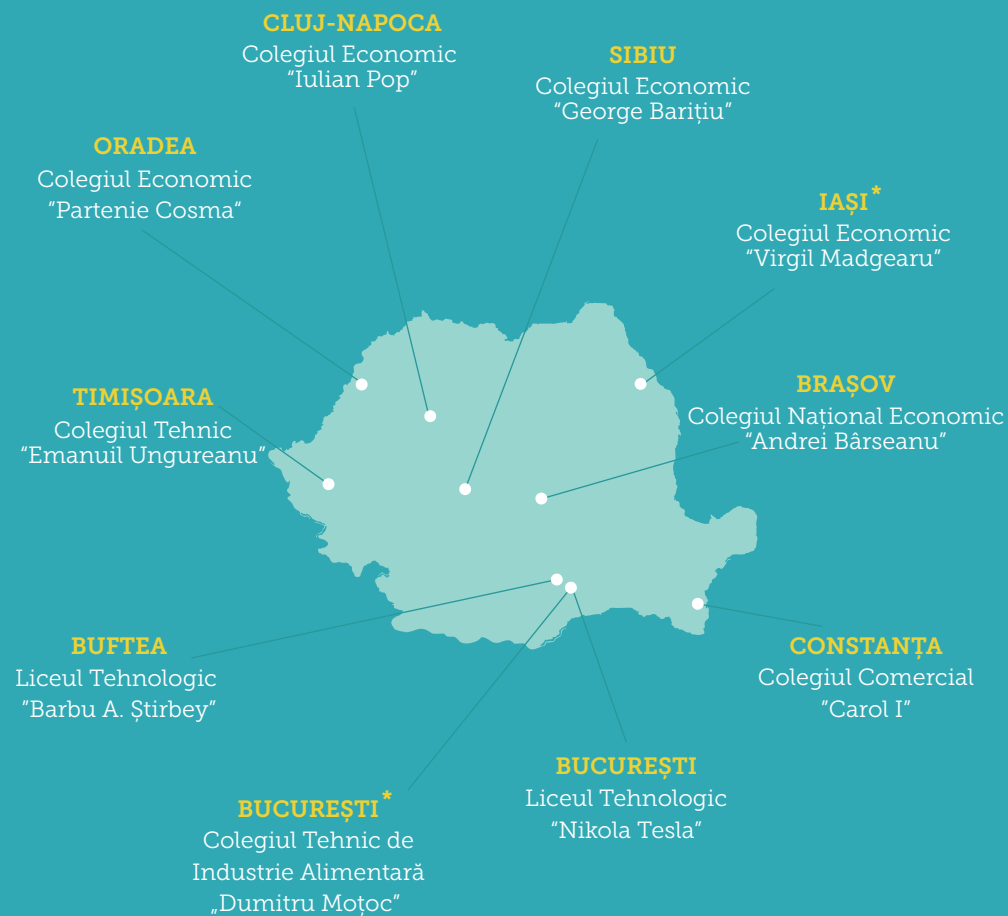 CLUJ-NAPOCA
Colegiul Economic
“Iulian Pop“
SIBIU
Colegiul Economic
“George Barițiu“
ORADEA
Colegiul Economic
“Partenie Cosma“
IAȘI*
Colegiul Economic
“Virgil Madgearu“
TIMIȘOARA
Colegiul Tehnic
“Emanuil Ungureanu“
BRAȘOV
Colegiul Național Economic
“Andrei Bârseanu“
BUFTEA
Liceul Tehnologic
“Barbu A. Știrbey”
CONSTANȚA
Colegiul Comercial
“Carol I”
BUCUREȘTI
Liceul Tehnologic
“Nikola Tesla”
BUCUREȘTI*
Colegiul Tehnic de
Industrie Alimentară
„Dumitru Moțoc”